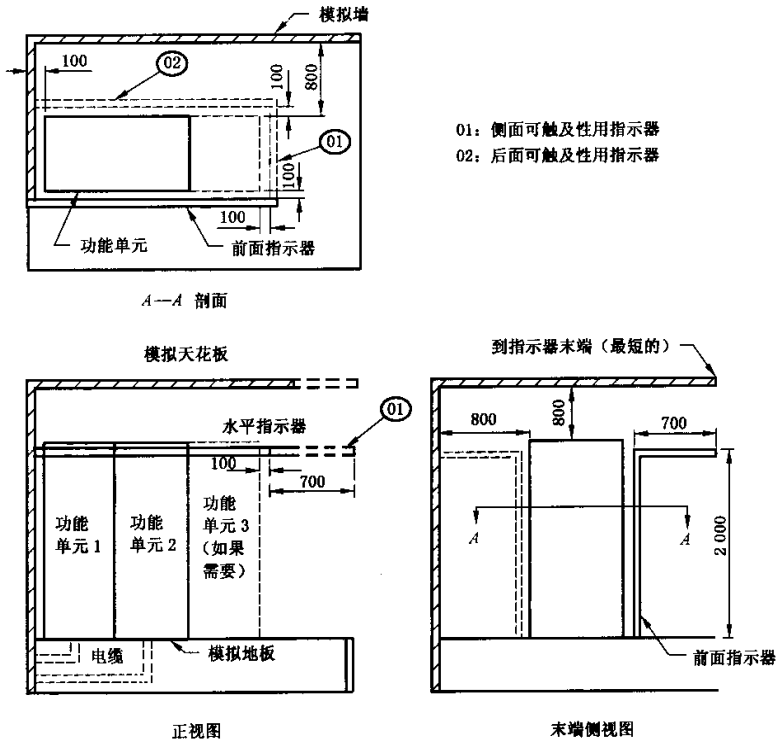 模拟墙
100
02
100
800
01
100
100
功能单元
前面指示器
A—A 剖面
01：侧面可触及性用指示器
02：后面可触及性用指示器
模拟天花板
水平指示器
01
100
700
功能
单元1
功能
单元2
功能
单元3
（如果
需要）
电缆
模拟地板
正视图
到指示器末端（最短的）
800
800
700
A
A
2 000
前面指示器
末端侧视图